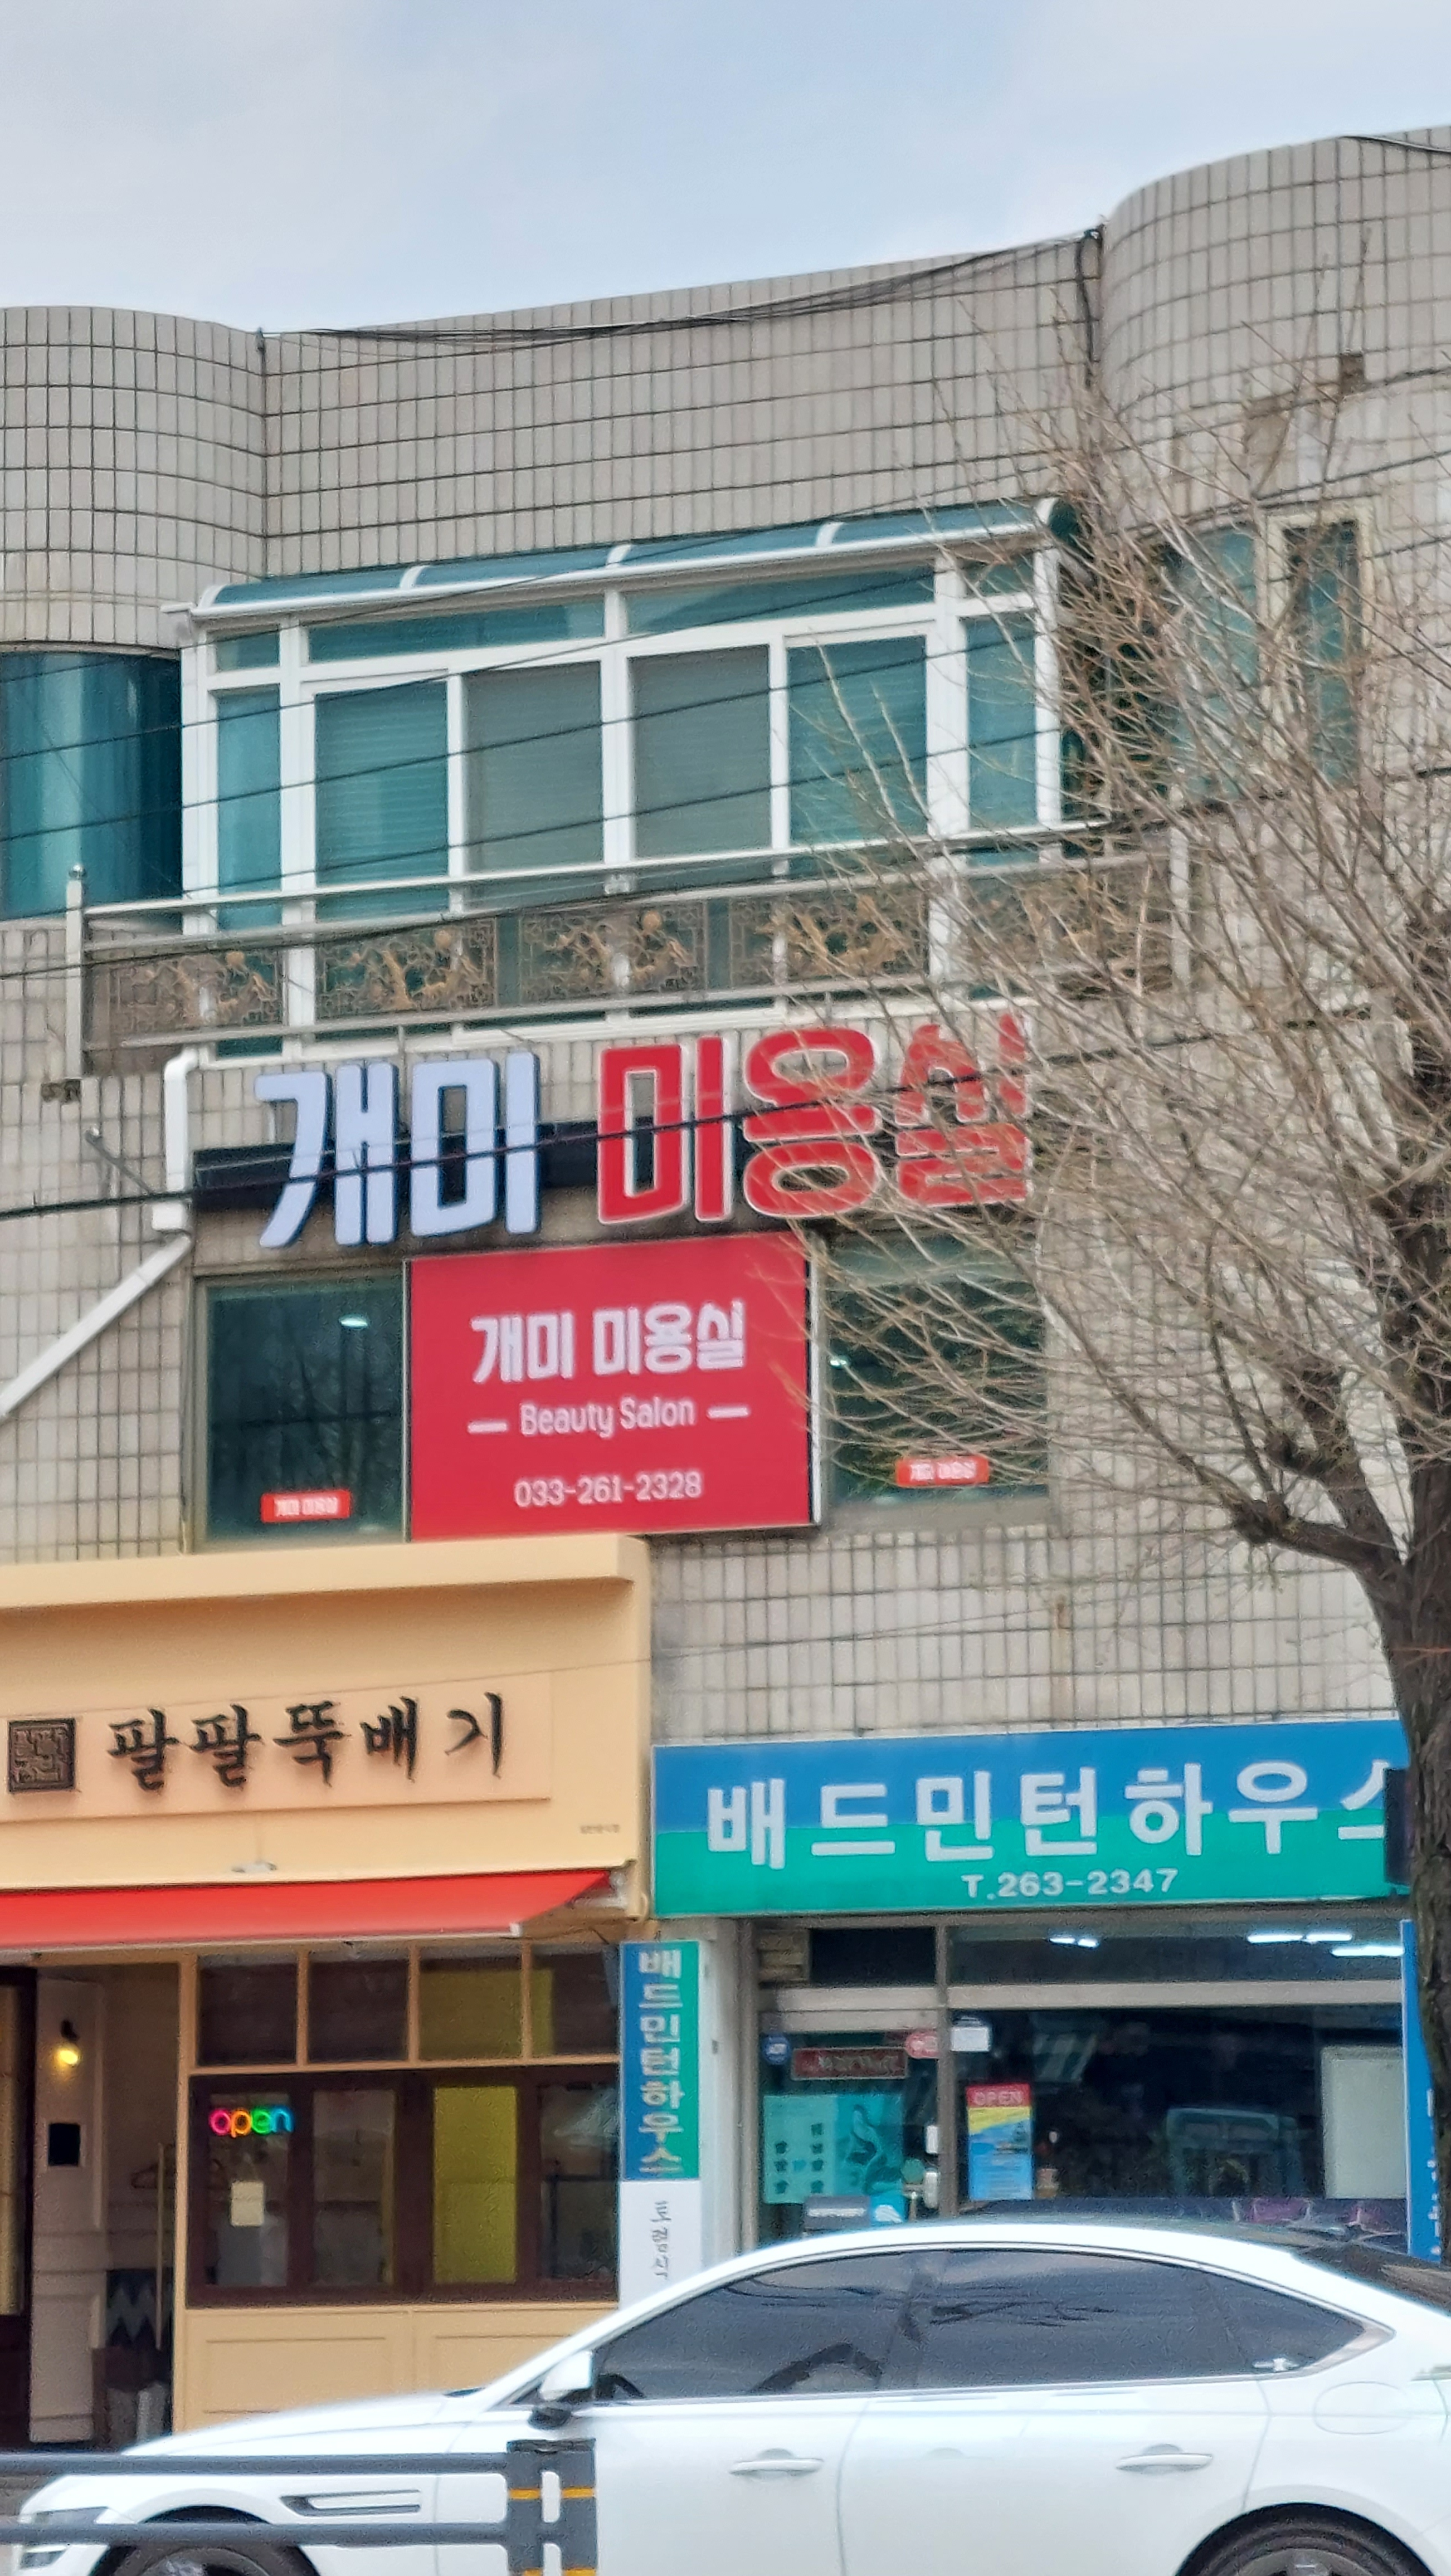 개미 미용실
개미 미용실
Beauty Salon
033-261-2328
개미 미용실
개미 미용실
팔팔뚝배기
배드민턴하우스
T.263-2347
배드민턴하우스
open
OPEN